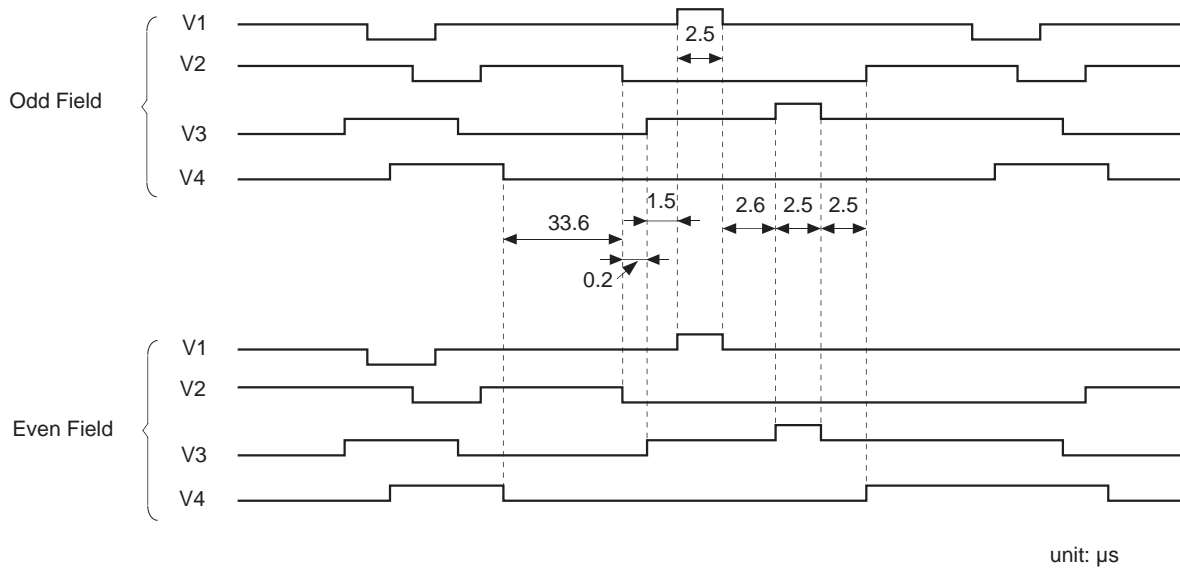 Odd Field
V1
2.5
V2
V3
V4
1.5
2.6 2.5 2.5
33.6
0.2
Even Field
V1
V2
V3
V4
unit: μs